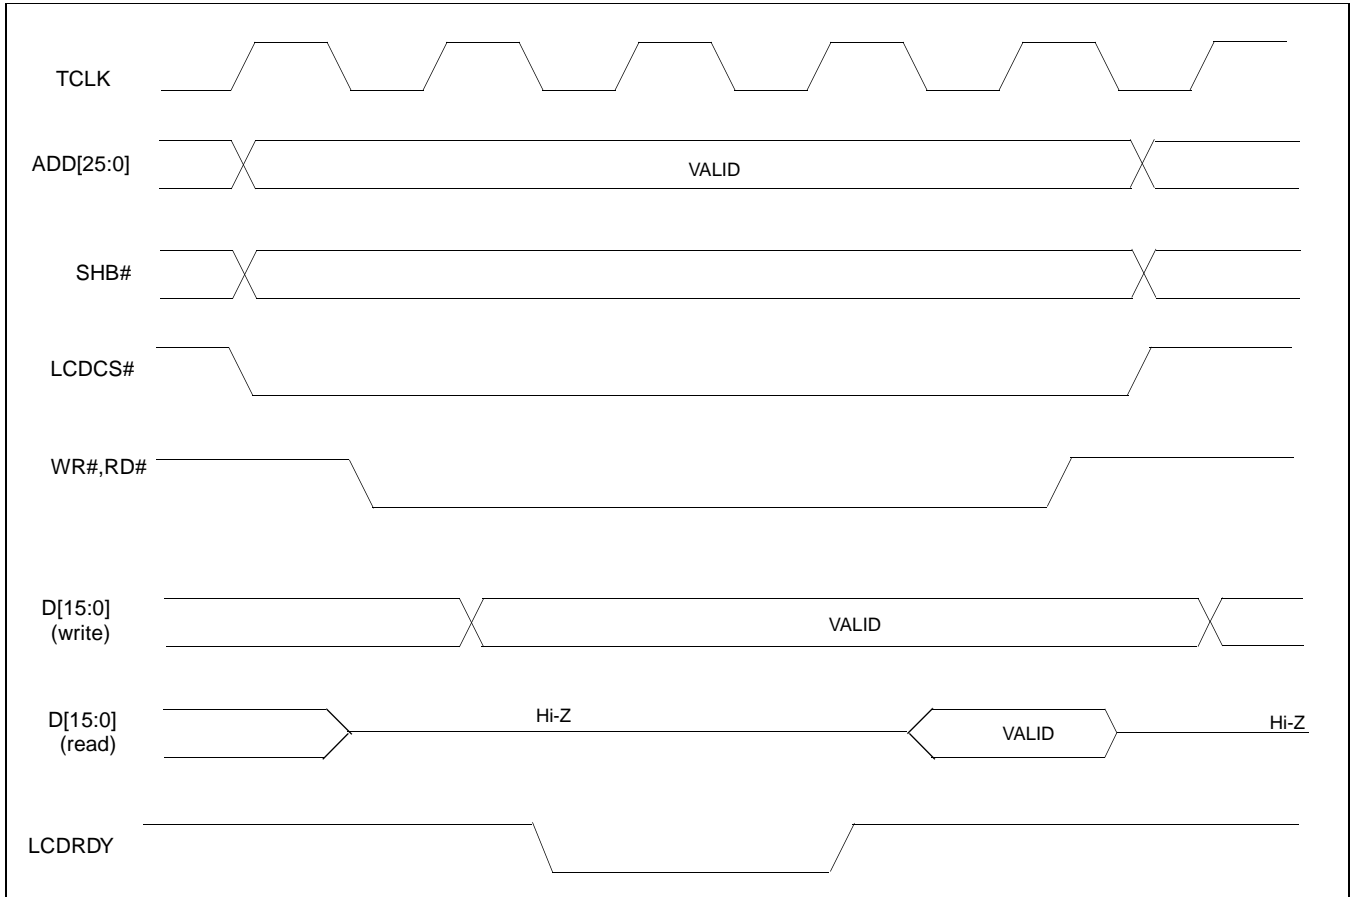 TCLK
ADD[25:0]
VALID
SHB#
LCDCS#
WR#,RD#
D[15:0]
(write)
VALID
D[15:0]
(read)
Hi-Z
VALID
Hi-Z
LCDRDY